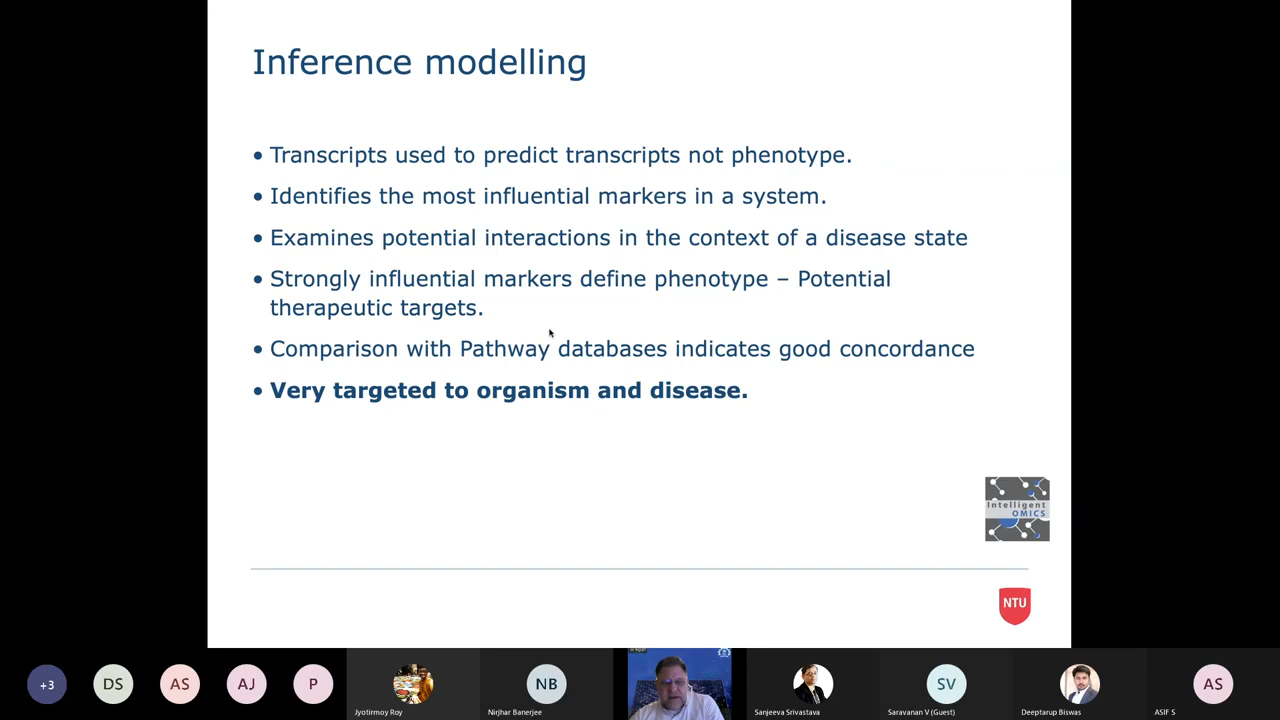 Inference modelling
• Transcripts used to predict transcripts not phenotype.
• Identifies the most influential markers in a system.
• Examines potential interactions in the context of a disease state
• Strongly influential markers define phenotype – Potential
therapeutic targets.
• Comparison with Pathway databases indicates good concordance
• Very targeted to organism and disease.
Intelligent
OMICS
NTU
+3
DS
AS
AJ
P
NB
SV
AS
Jyotirmoy Roy
Nirjhar Banerjee
Sanjeeva Srivastava
Saravanan V (Guest)
Deeptarup Biswas
ASIF S